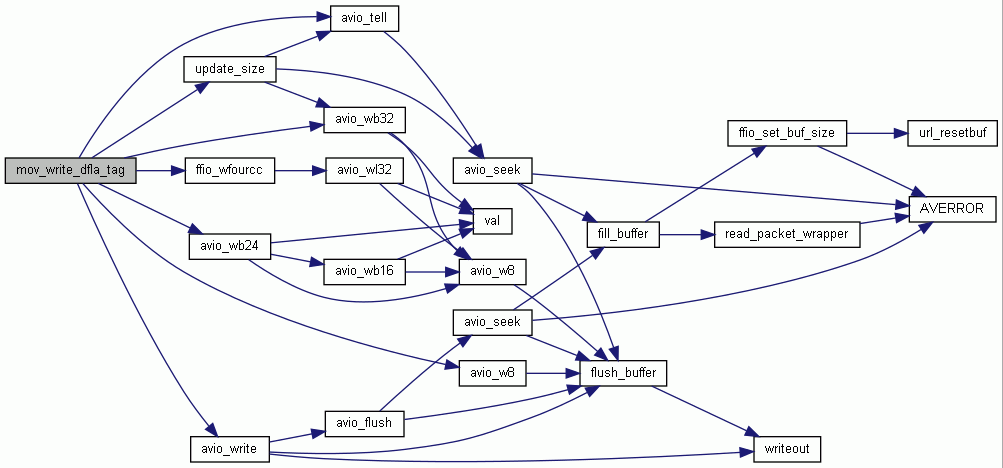 avio_tell
update_size
avio_wb32
ffio_set_buf_size
url_resetbuf
mov_write_dfla_tag
ffio_wfourcc
avio_wl32
avio_seek
AVERROR
val
avio_wb24
fill_buffer
read_packet_wrapper
avio_wb16
avio_w8
avio_seek
avio_w8
flush_buffer
avio_flush
avio_write
writeout